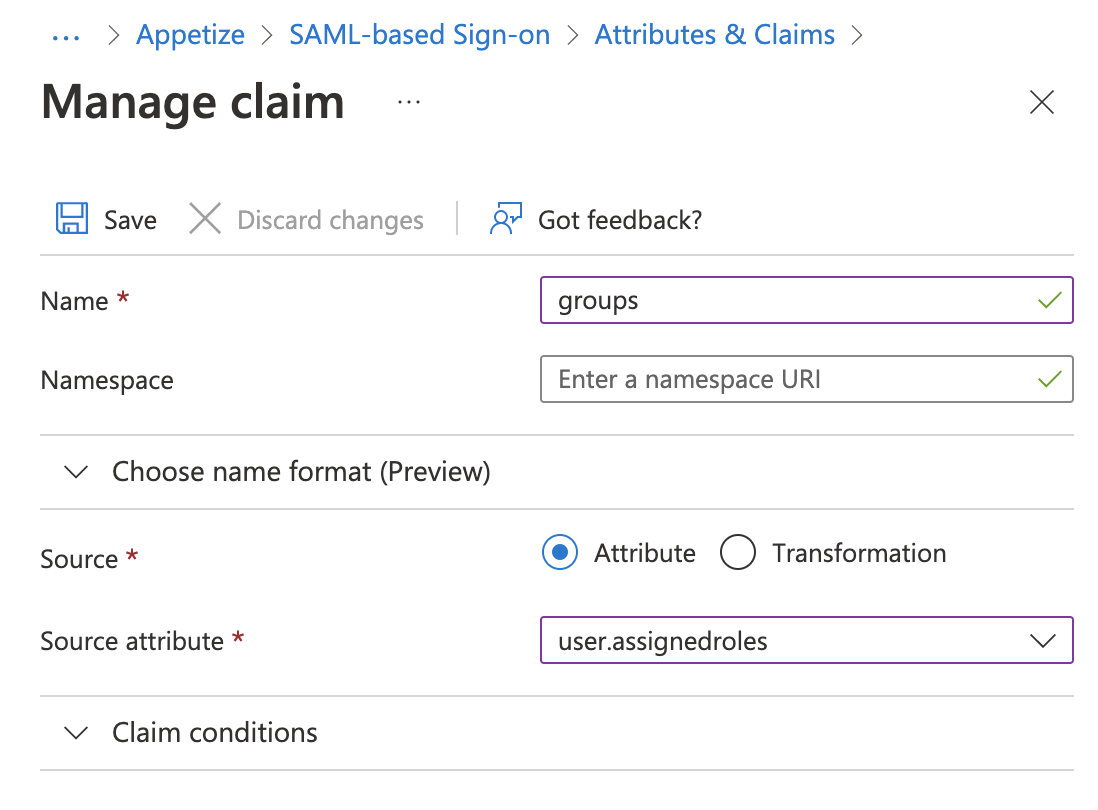 ... > Appetize > SAML-based Sign-on > Attributes & Claims >
Manage claim ...
Save Discard changes | Got feedback?
Name * groups
Namespace Enter a namespace URI
Choose name format (Preview)
Source * Attribute Transformation
Source attribute * user.assignedroles
Claim conditions